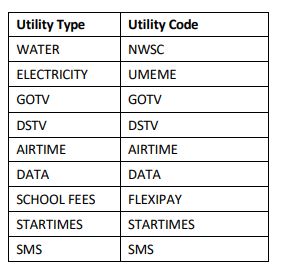 Utility Type Utility Code
WATER NWSC
ELECTRICITY UMEME
GOTV GOTV
DSTV DSTV
AIRTIME AIRTIME
DATA DATA
SCHOOL FEES FLEXIPAY
STARTIMES STARTIMES
SMS SMS